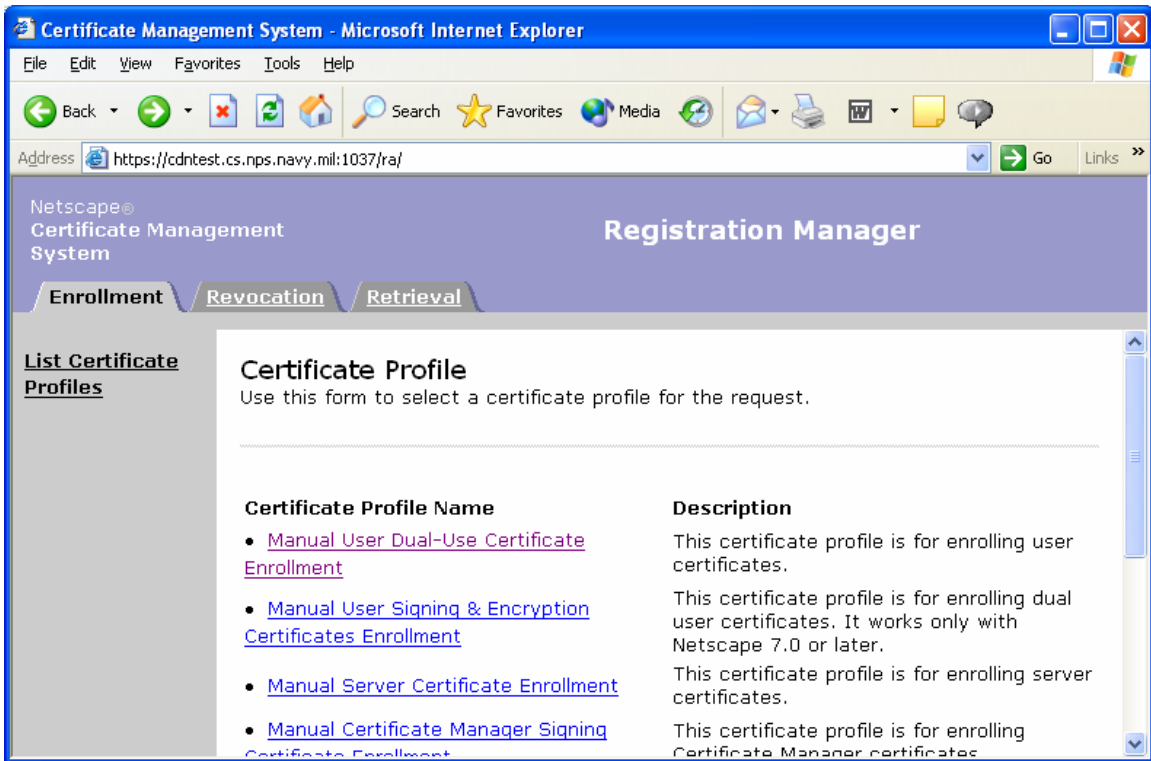 Certificate Management System - Microsoft Internet Explorer
File Edit View Favorites Tools Help
Back Search Favorites Media
Address https://cdntest.cs.nps.navy.mil:1037/ra/ Go Links »
Netscape®
Certificate Management
System
Registration Manager
Enrollment Revocation Retrieval
List Certificate
Profiles
Certificate Profile
Use this form to select a certificate profile for the request.
Certificate Profile Name Description
• Manual User Dual-Use Certificate
Enrollment
This certificate profile is for enrolling user
certificates.
• Manual User Signing & Encryption
Certificates Enrollment
This certificate profile is for enrolling dual
user certificates. It works only with
Netscape 7.0 or later.
• Manual Server Certificate Enrollment
This certificate profile is for enrolling server
certificates.
• Manual Certificate Manager Signing
Certificate Enrollment
This certificate profile is for enrolling
Certificate Manager certificates